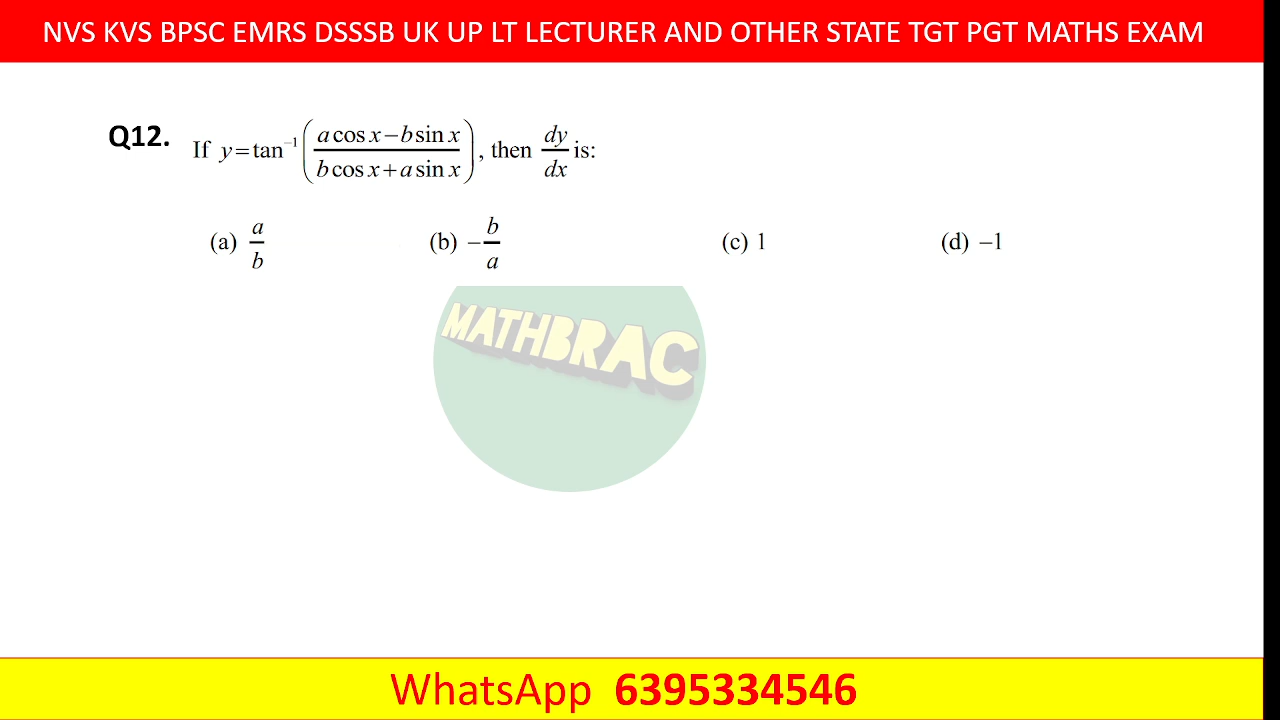 NVS KVS BPSC EMRS DSSSB UK UP LT LECTURER AND OTHER STATE TGT PGT MATHS EXAM
Q12. If y=tan⁻¹((a cos x − b sin x)/(b cos x + a sin x)), then dy/dx is:
(a) a/b (b) −b/a (c) 1 (d) −1
MATHBRAC
WhatsApp 6395334546